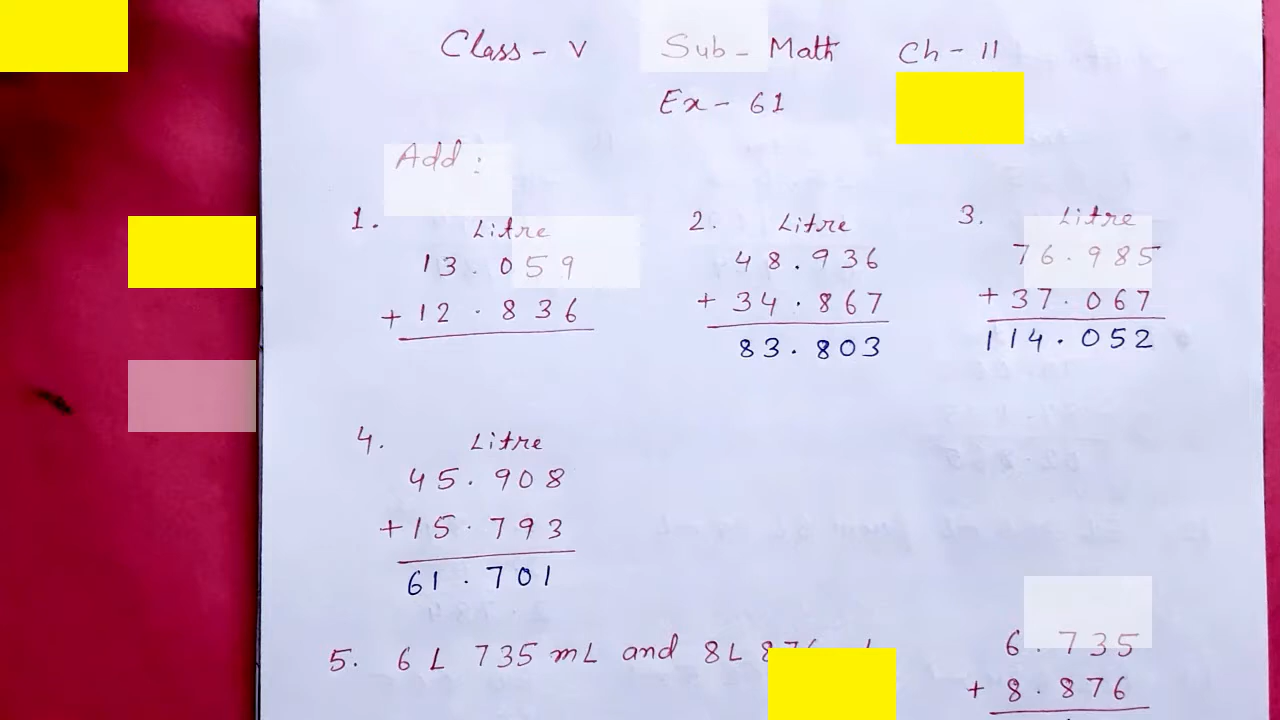 Class - V Sub - Math Ch - 11
Ex - 61
Add :
1. Litre
13 . 059
+ 12 . 836
2. Litre
48 . 936
+ 34 . 867
83 . 803
3. Litre
76 . 985
+ 37 . 067
114 . 052
4. Litre
45 . 908
+ 15 . 793
61 . 701
5. 6 L 735 mL and 8L
6 . 735
+ 8 . 876